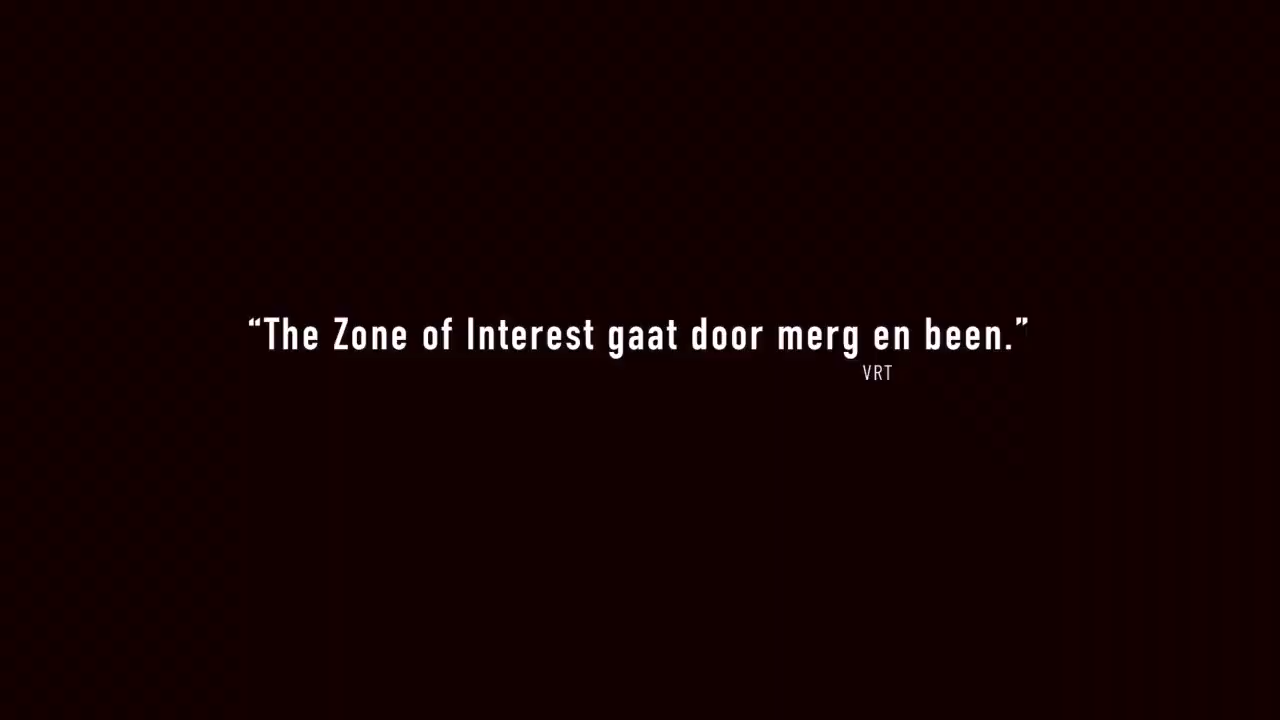 “The Zone of Interest gaat door merg en been.”
VRT